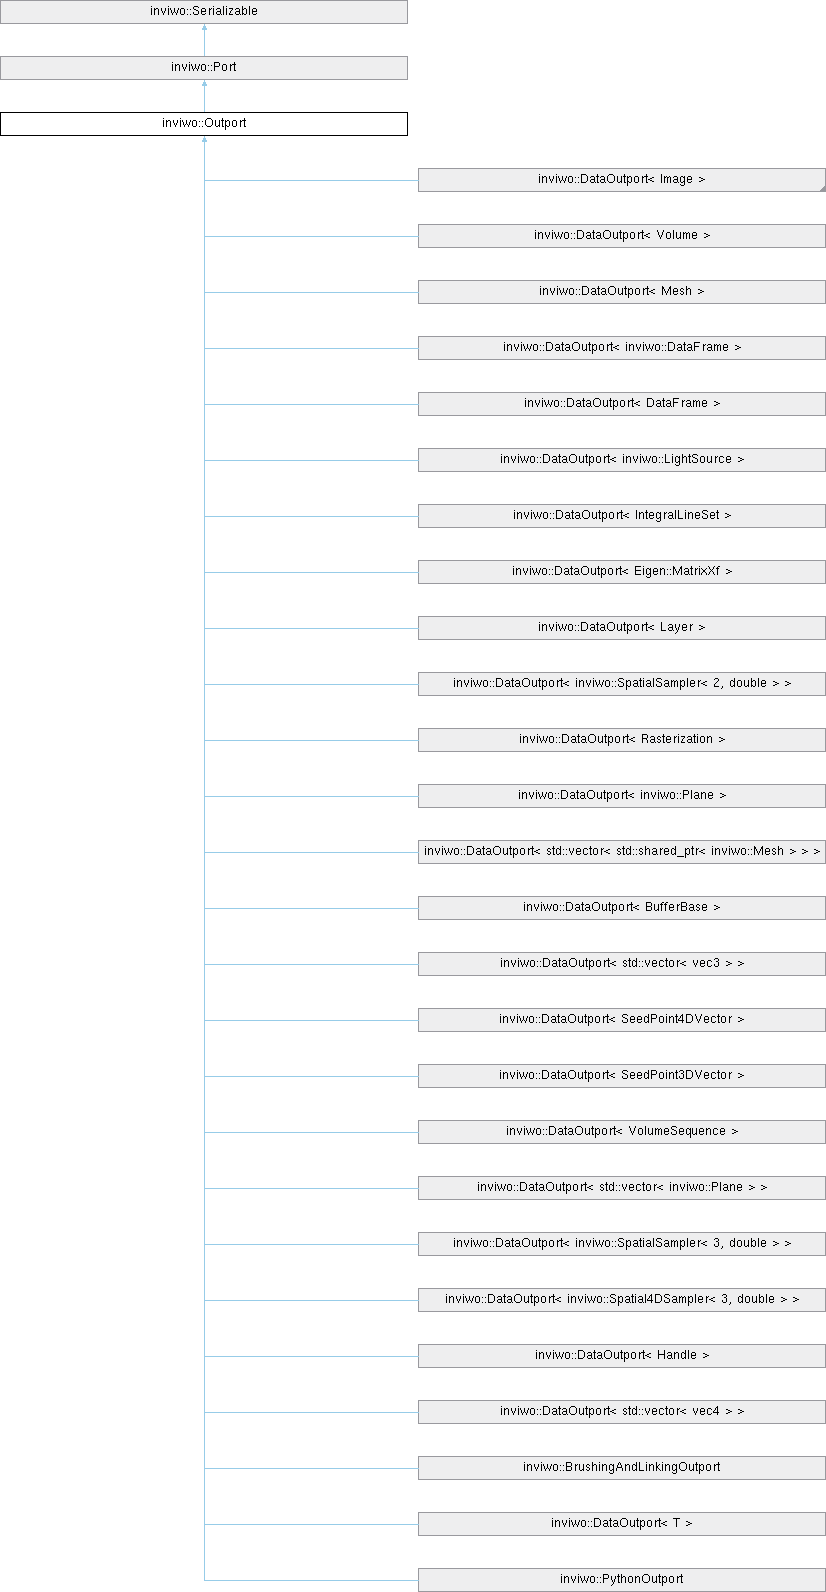 inviwo::Serializable
inviwo::Port
inviwo::Outport
inviwo::DataOutport< Image >
inviwo::DataOutport< Volume >
inviwo::DataOutport< Mesh >
inviwo::DataOutport< inviwo::DataFrame >
inviwo::DataOutport< DataFrame >
inviwo::DataOutport< inviwo::LightSource >
inviwo::DataOutport< IntegralLineSet >
inviwo::DataOutport< Eigen::MatrixXf >
inviwo::DataOutport< Layer >
inviwo::DataOutport< inviwo::SpatialSampler< 2, double > >
inviwo::DataOutport< Rasterization >
inviwo::DataOutport< inviwo::Plane >
inviwo::DataOutport< std::vector< std::shared_ptr< inviwo::Mesh > > >
inviwo::DataOutport< BufferBase >
inviwo::DataOutport< std::vector< vec3 > >
inviwo::DataOutport< SeedPoint4DVector >
inviwo::DataOutport< SeedPoint3DVector >
inviwo::DataOutport< VolumeSequence >
inviwo::DataOutport< std::vector< inviwo::Plane > >
inviwo::DataOutport< inviwo::SpatialSampler< 3, double > >
inviwo::DataOutport< inviwo::Spatial4DSampler< 3, double > >
inviwo::DataOutport< Handle >
inviwo::DataOutport< std::vector< vec4 > >
inviwo::BrushingAndLinkingOutport
inviwo::DataOutport< T >
inviwo::PythonOutport